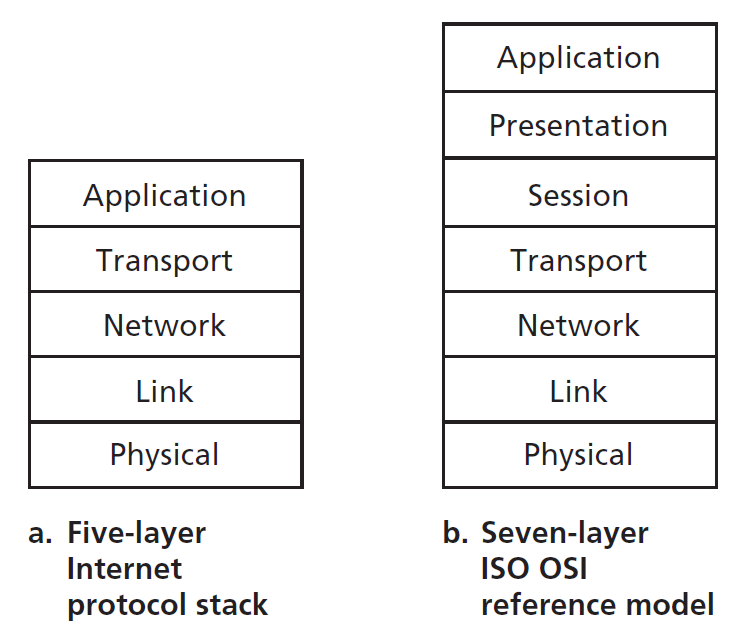 Application
Transport
Network
Link
Physical
a. Five-layer
Internet
protocol stack
Application
Presentation
Session
Transport
Network
Link
Physical
b. Seven-layer
ISO OSI
reference model